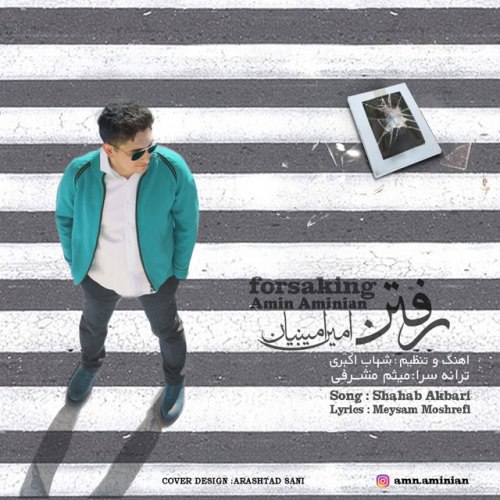 forsaking
Amin Aminian
رفتن
امین امینیان
اهنگ و تنظیم : شهاب اکبری
ترانه سرا : میثم مشرفی
Song : Shahab Akbari
Lyrics : Meysam Moshrefi
COVER DESIGN :ARASHTAD SANI
amn.aminian